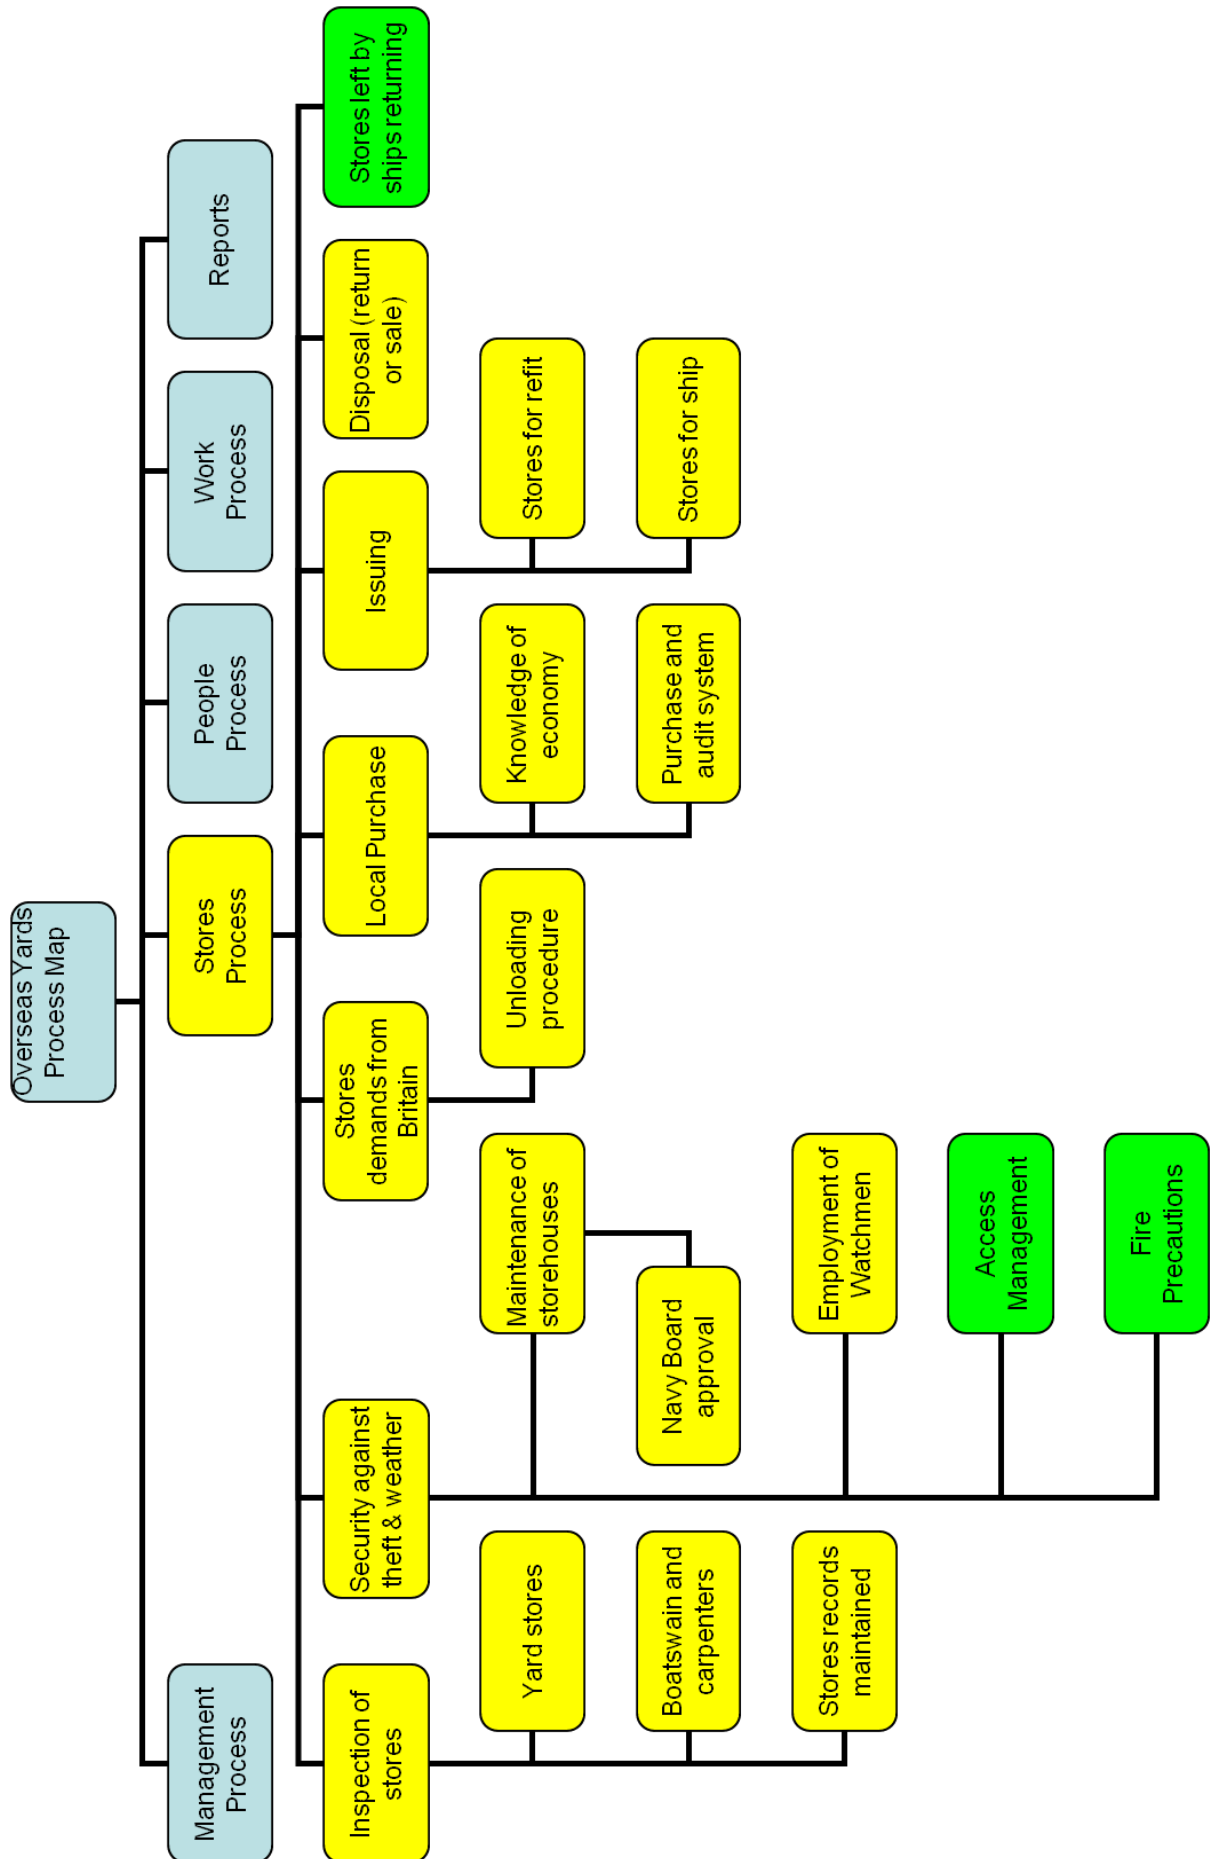 Overseas Yards
Process Map
Management
Process
Stores
Process
People
Process
Work
Process
Reports
Inspection of
stores
Security against
theft & weather
Stores
demands from
Britain
Local Purchase
Issuing
Disposal (return
or sale)
Stores left by
ships returning
Yard stores
Maintenance of
storehouses
Unloading
procedure
Knowledge of
economy
Stores for refit
Boatswain and
carpenters
Navy Board
approval
Purchase and
audit system
Stores for ship
Stores records
maintained
Employment of
Watchmen
Access
Management
Fire
Precautions